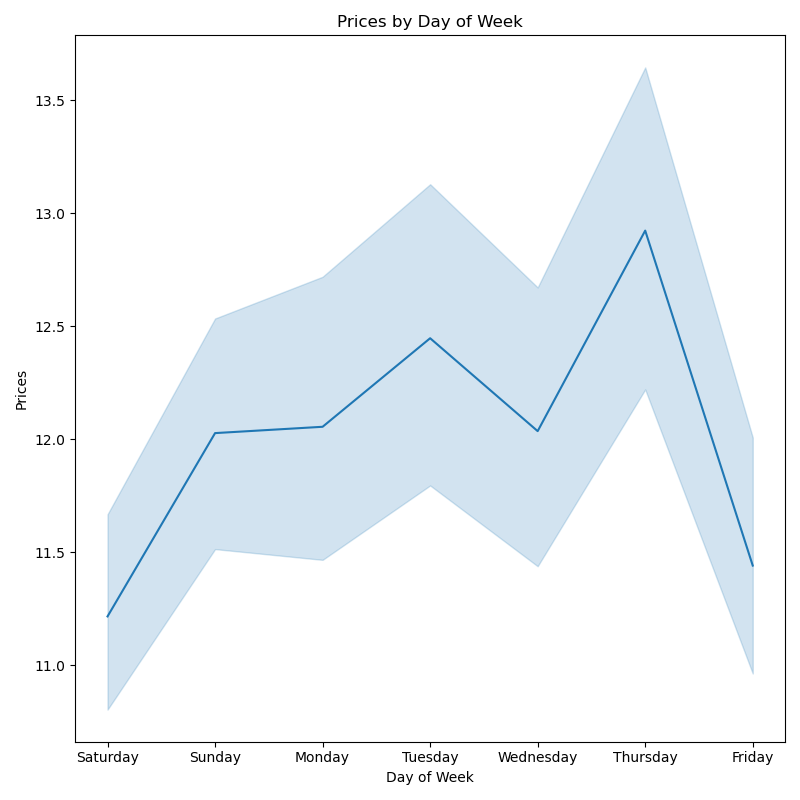 Prices by Day of Week
Prices
13.5
13.0
12.5
12.0
11.5
11.0
Saturday Sunday Monday Tuesday Wednesday Thursday Friday
Day of Week